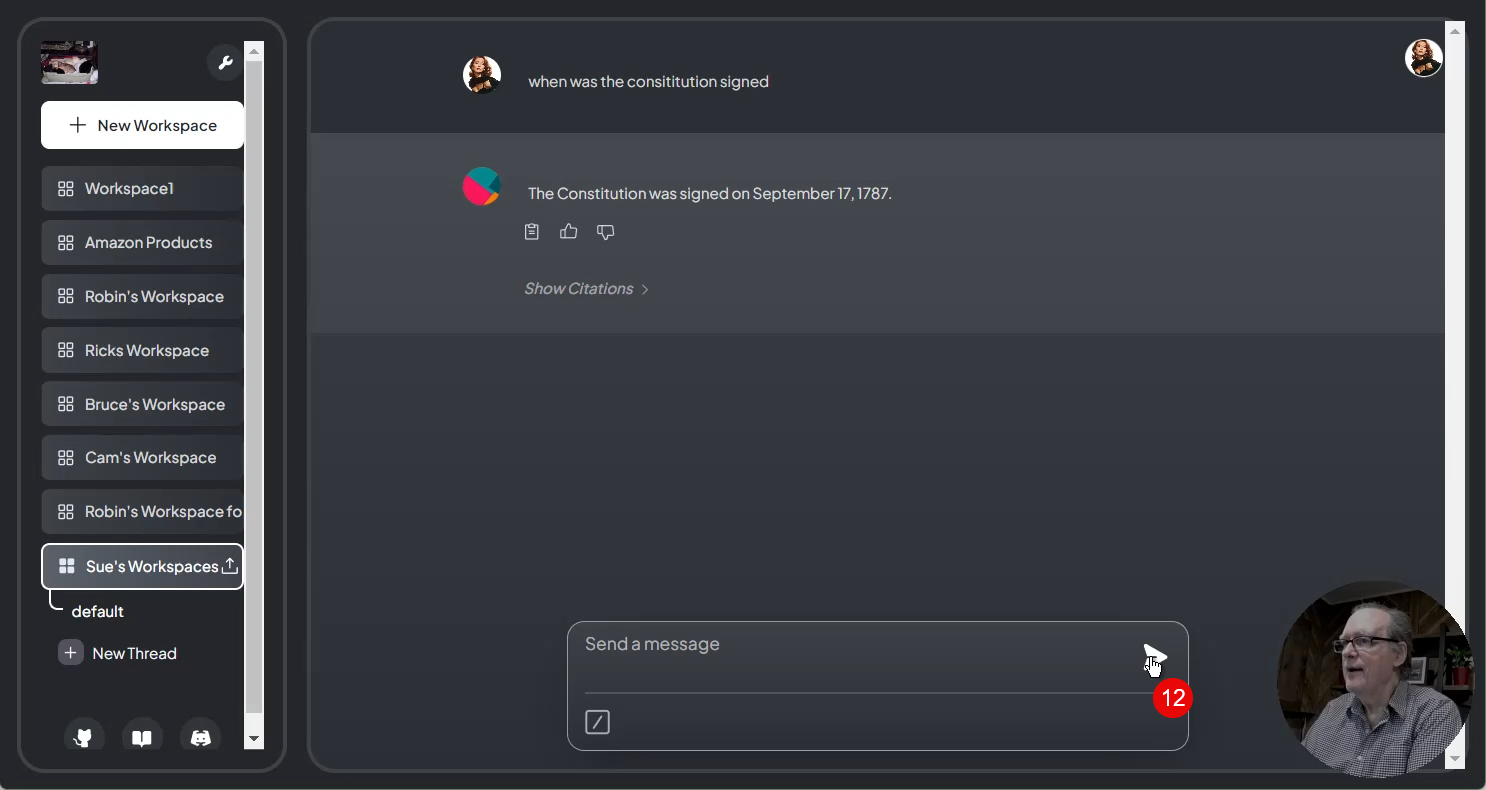 New Workspace
Workspace1
Amazon Products
Robin's Workspace
Ricks Workspace
Bruce's Workspace
Cam's Workspace
Robin's Workspace fo
Sue's Workspaces
default
New Thread
when was the consititution signed
The Constitution was signed on September 17, 1787.
Show Citations
Send a message
12